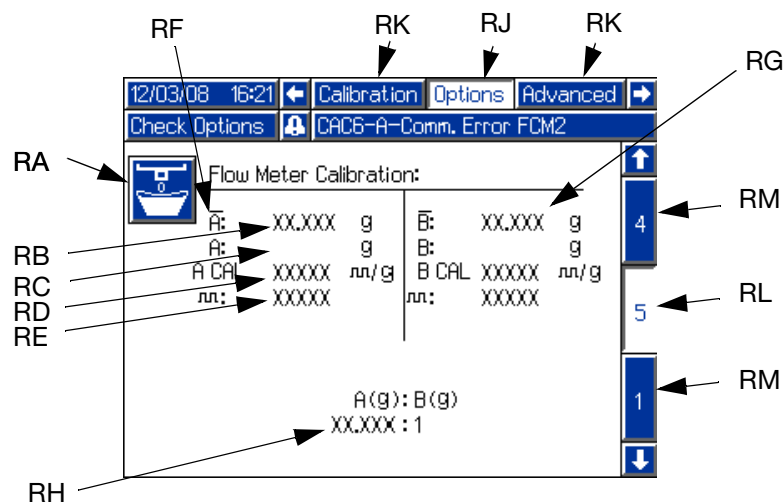 RF RK RJ RK RG
12/03/08 16:21 Calibration Options Advanced
Check Options CAC6-A-Comm. Error FCM2
RA
0
Flow Meter Calibration:
A̅: XX.XXX g B̅: XX.XXX g
4
RM
RB
A: g B: g
RC
A CAL XXXXX ⎍⎍/g B CAL XXXXX ⎍⎍/g
RD
⎍⎍: XXXXX ⎍⎍: XXXXX
RE
5
RL
RM
A(g):B(g)
1
XX.XXX:1
RH